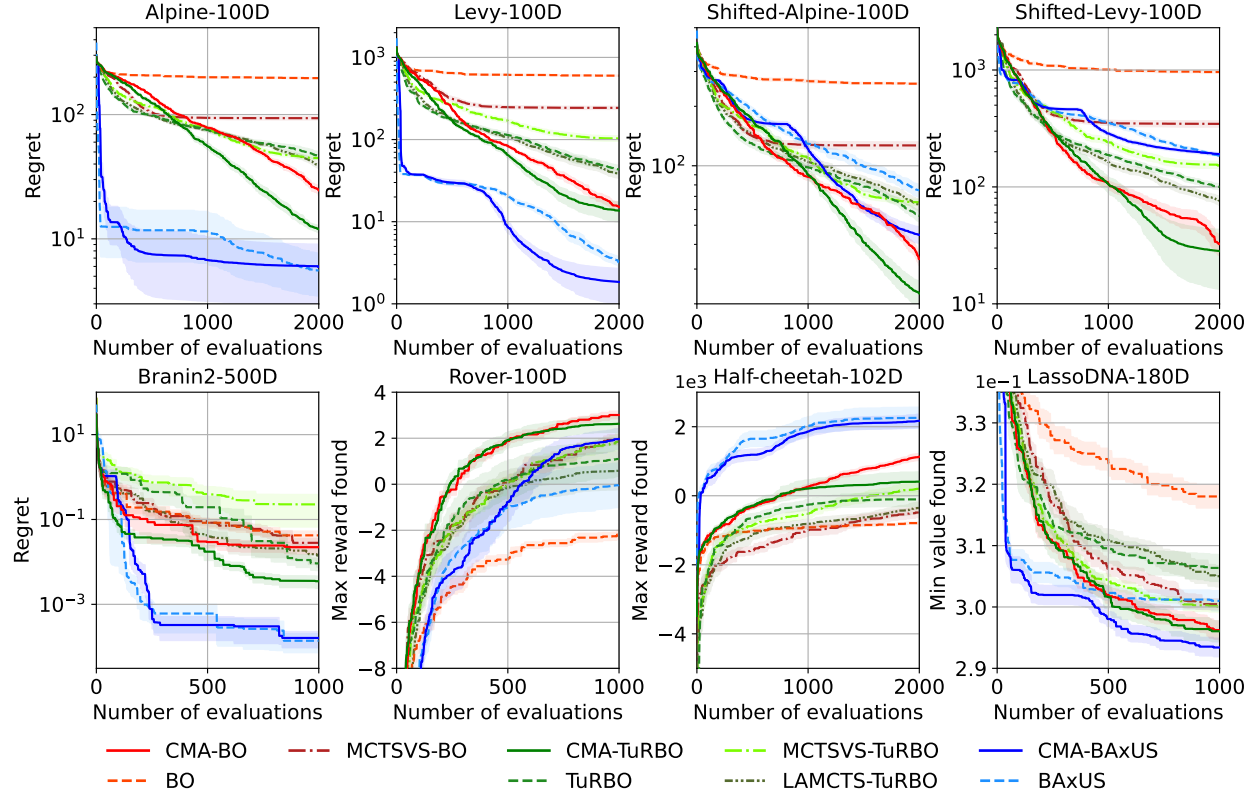 Alpine-100D
Levy-100D
Shifted-Alpine-100D
Shifted-Levy-100D
Regret
10²
10¹
0
1000
2000
Number of evaluations
Regret
10³
10²
10¹
10⁰
0
1000
2000
Number of evaluations
Regret
10²
0
1000
2000
Number of evaluations
Regret
10³
10²
10¹
0
1000
2000
Number of evaluations
Branin2-500D
Rover-100D
Half-cheetah-102D
LassoDNA-180D
Regret
10¹
10⁻¹
10⁻³
0
500
1000
Number of evaluations
Max reward found
4
2
0
−2
−4
−6
−8
0
500
1000
Number of evaluations
Max reward found
1e3
2
0
−2
−4
0
1000
2000
Number of evaluations
Min value found
1e−1
3.3
3.2
3.1
3.0
2.9
0
500
1000
Number of evaluations
CMA-BO
MCTSVS-BO
CMA-TuRBO
MCTSVS-TuRBO
CMA-BAxUS
BO
TuRBO
LAMCTS-TuRBO
BAxUS